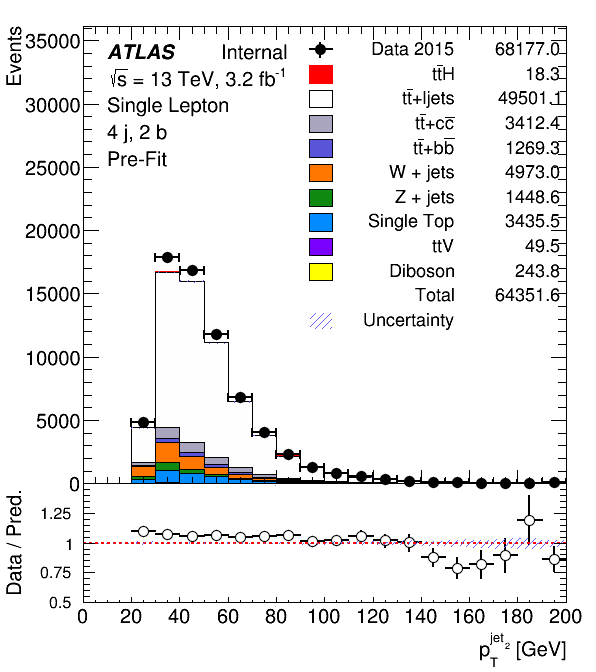 Events
35000
30000
25000
20000
15000
10000
5000
0
ATLAS Internal
√s = 13 TeV, 3.2 fb⁻¹
Single Lepton
4 j, 2 b
Pre-Fit
Data 2015 68177.0
tt̄H 18.3
tt̄+ljets 49501.1
tt̄+cc̄ 3412.4
tt̄+bb̄ 1269.3
W + jets 4973.0
Z + jets 1448.6
Single Top 3435.5
ttV 49.5
Diboson 243.8
Total 64351.6
Uncertainty
Data / Pred.
1.25
1
0.75
0.5
0 20 40 60 80 100 120 140 160 180 200
p_T^jet_2 [GeV]